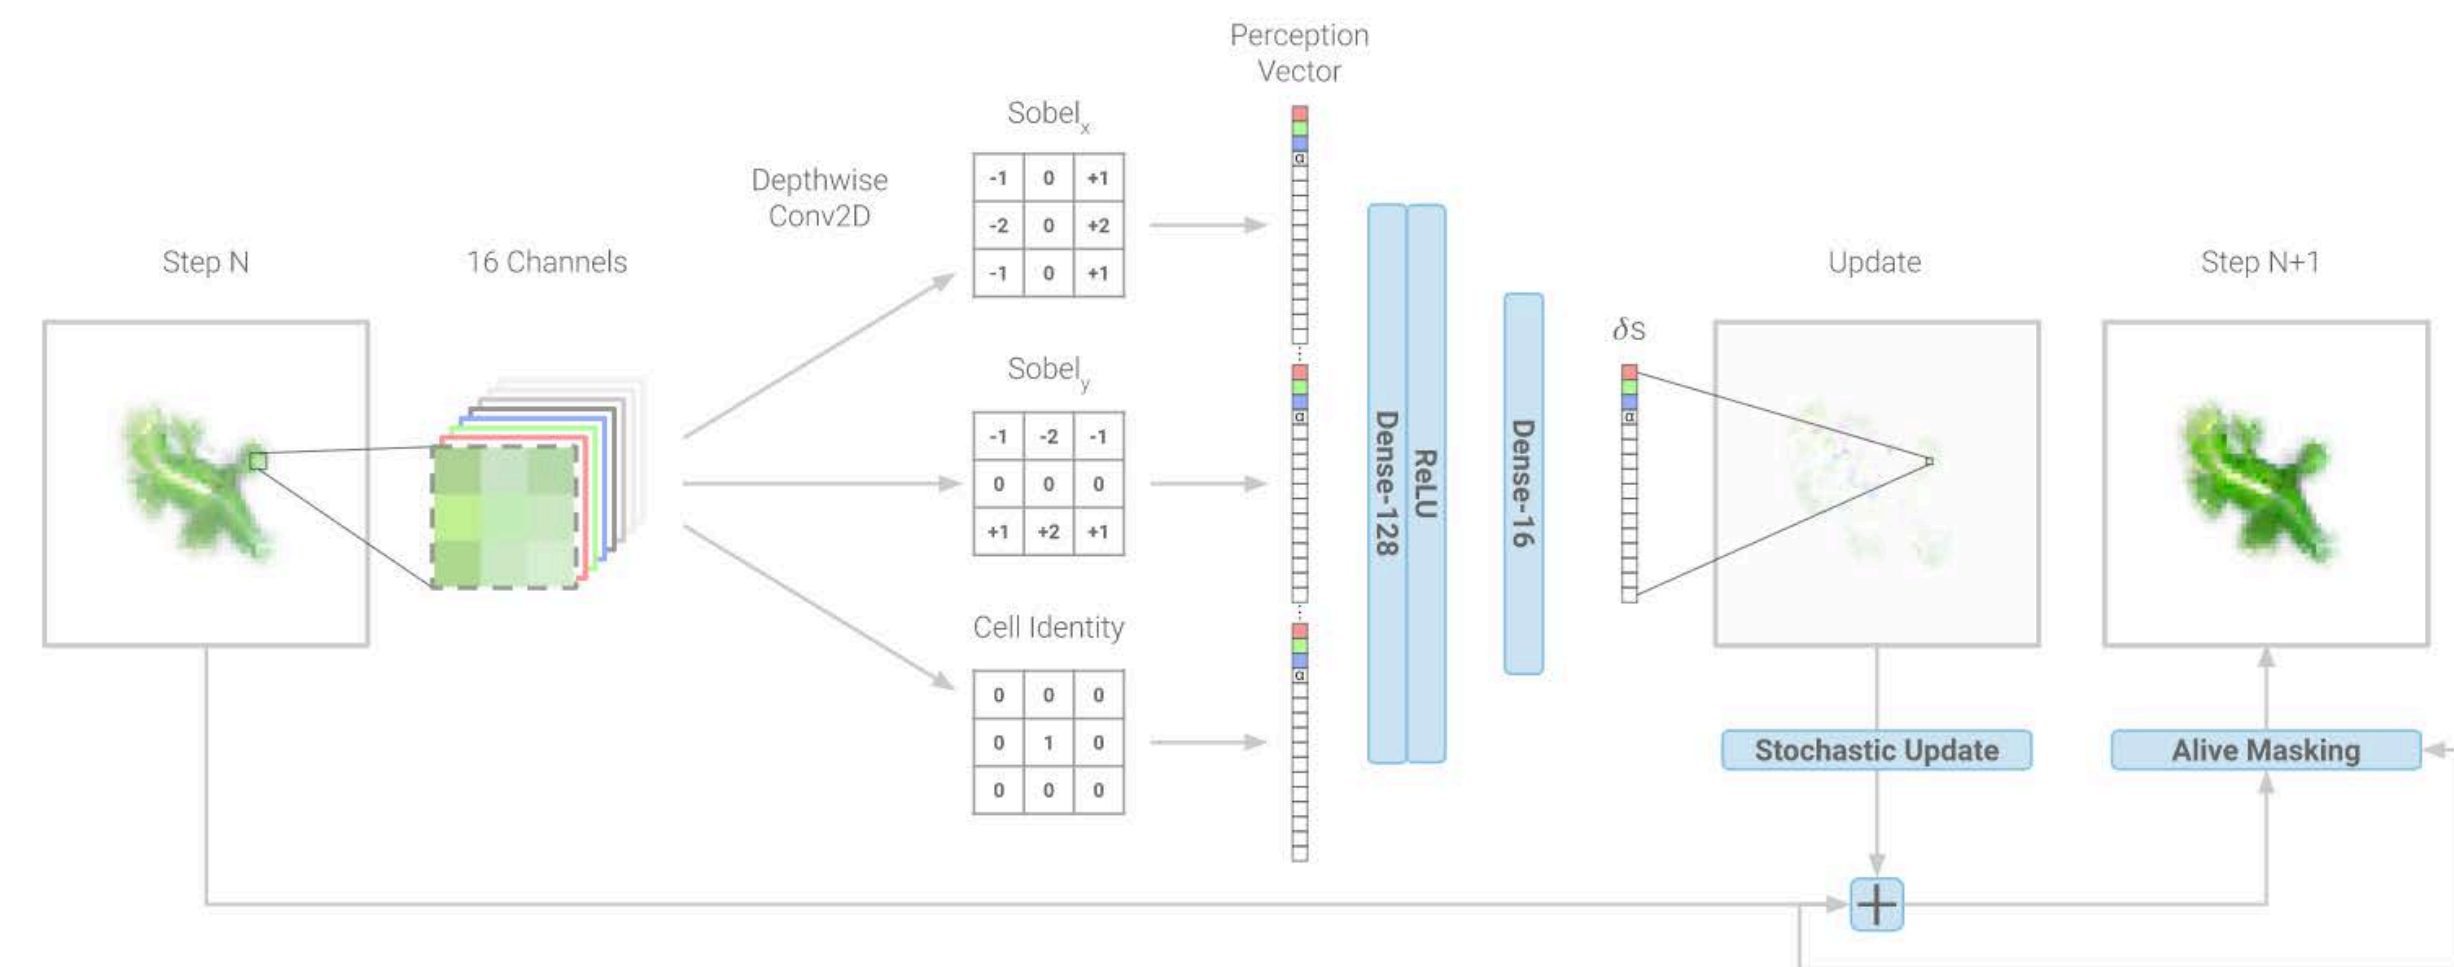 Perception
Vector
Sobelx
Depthwise
Conv2D
-1 0 +1
-2 0 +2
-1 0 +1
α
Step N
16 Channels
Update
Step N+1
δS
Sobely
-1 -2 -1
0 0 0
+1 +2 +1
α
Dense-128
ReLU
Dense-16
α
Cell Identity
0 0 0
0 1 0
0 0 0
α
Stochastic Update
Alive Masking
+